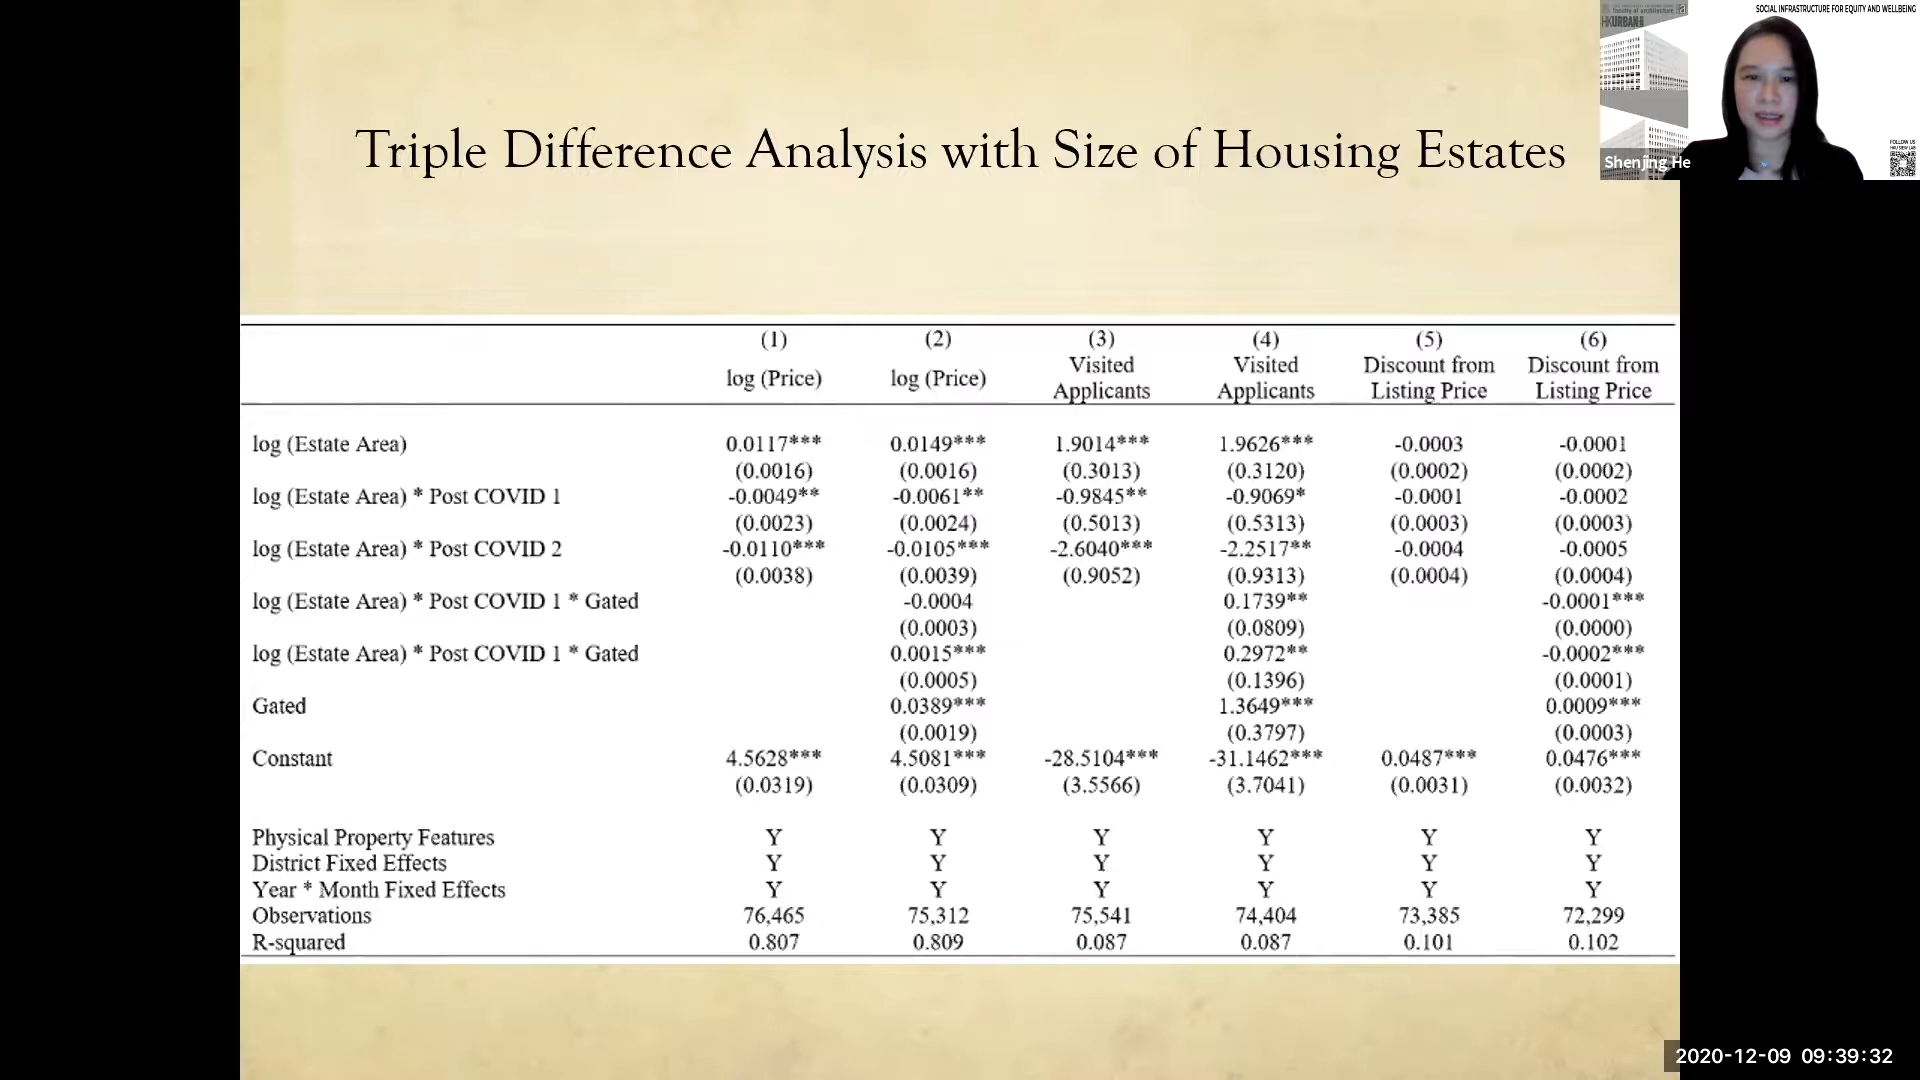 SOCIAL INFRASTRUCTURE FOR EQUITY AND WELLBEING
faculty of architecture
HKURBANlab
FOLLOW US
Shenjing He
Triple Difference Analysis with Size of Housing Estates
(1) (2) (3) (4) (5) (6)
log (Price) log (Price) Visited Applicants Visited Applicants Discount from Listing Price Discount from Listing Price
log (Estate Area) 0.0117*** 0.0149*** 1.9014*** 1.9626*** -0.0003 -0.0001
(0.0016) (0.0016) (0.3013) (0.3120) (0.0002) (0.0002)
log (Estate Area) * Post COVID 1 -0.0049** -0.0061** -0.9845** -0.9069* -0.0001 -0.0002
(0.0023) (0.0024) (0.5013) (0.5313) (0.0003) (0.0003)
log (Estate Area) * Post COVID 2 -0.0110*** -0.0105*** -2.6040*** -2.2517** -0.0004 -0.0005
(0.0038) (0.0039) (0.9052) (0.9313) (0.0004) (0.0004)
log (Estate Area) * Post COVID 1 * Gated -0.0004 0.1739** -0.0001***
(0.0003) (0.0809) (0.0000)
log (Estate Area) * Post COVID 1 * Gated 0.0015*** 0.2972** -0.0002***
(0.0005) (0.1396) (0.0001)
Gated 0.0389*** 1.3649*** 0.0009***
(0.0019) (0.3797) (0.0003)
Constant 4.5628*** 4.5081*** -28.5104*** -31.1462*** 0.0487*** 0.0476***
(0.0319) (0.0309) (3.5566) (3.7041) (0.0031) (0.0032)
Physical Property Features Y Y Y Y Y Y
District Fixed Effects Y Y Y Y Y Y
Year * Month Fixed Effects Y Y Y Y Y Y
Observations 76,465 75,312 75,541 74,404 73,385 72,299
R-squared 0.807 0.809 0.087 0.087 0.101 0.102
2020-12-09 09:39:32